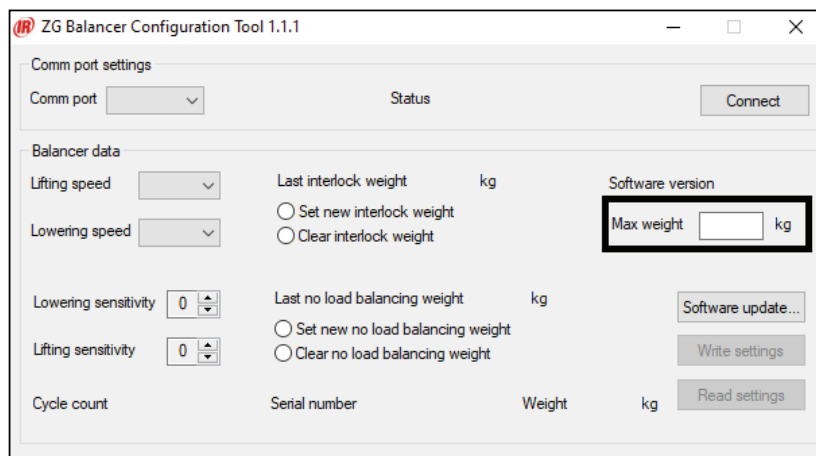 IR ZG Balancer Configuration Tool 1.1.1
Comm port settings
Comm port Status Connect
Balancer data
Lifting speed Last interlock weight kg Software version
Set new interlock weight
Max weight kg
Lowering speed Clear interlock weight
Lowering sensitivity 0 Last no load balancing weight kg Software update...
Set new no load balancing weight
Lifting sensitivity 0 Clear no load balancing weight Write settings
Cycle count Serial number Weight kg Read settings